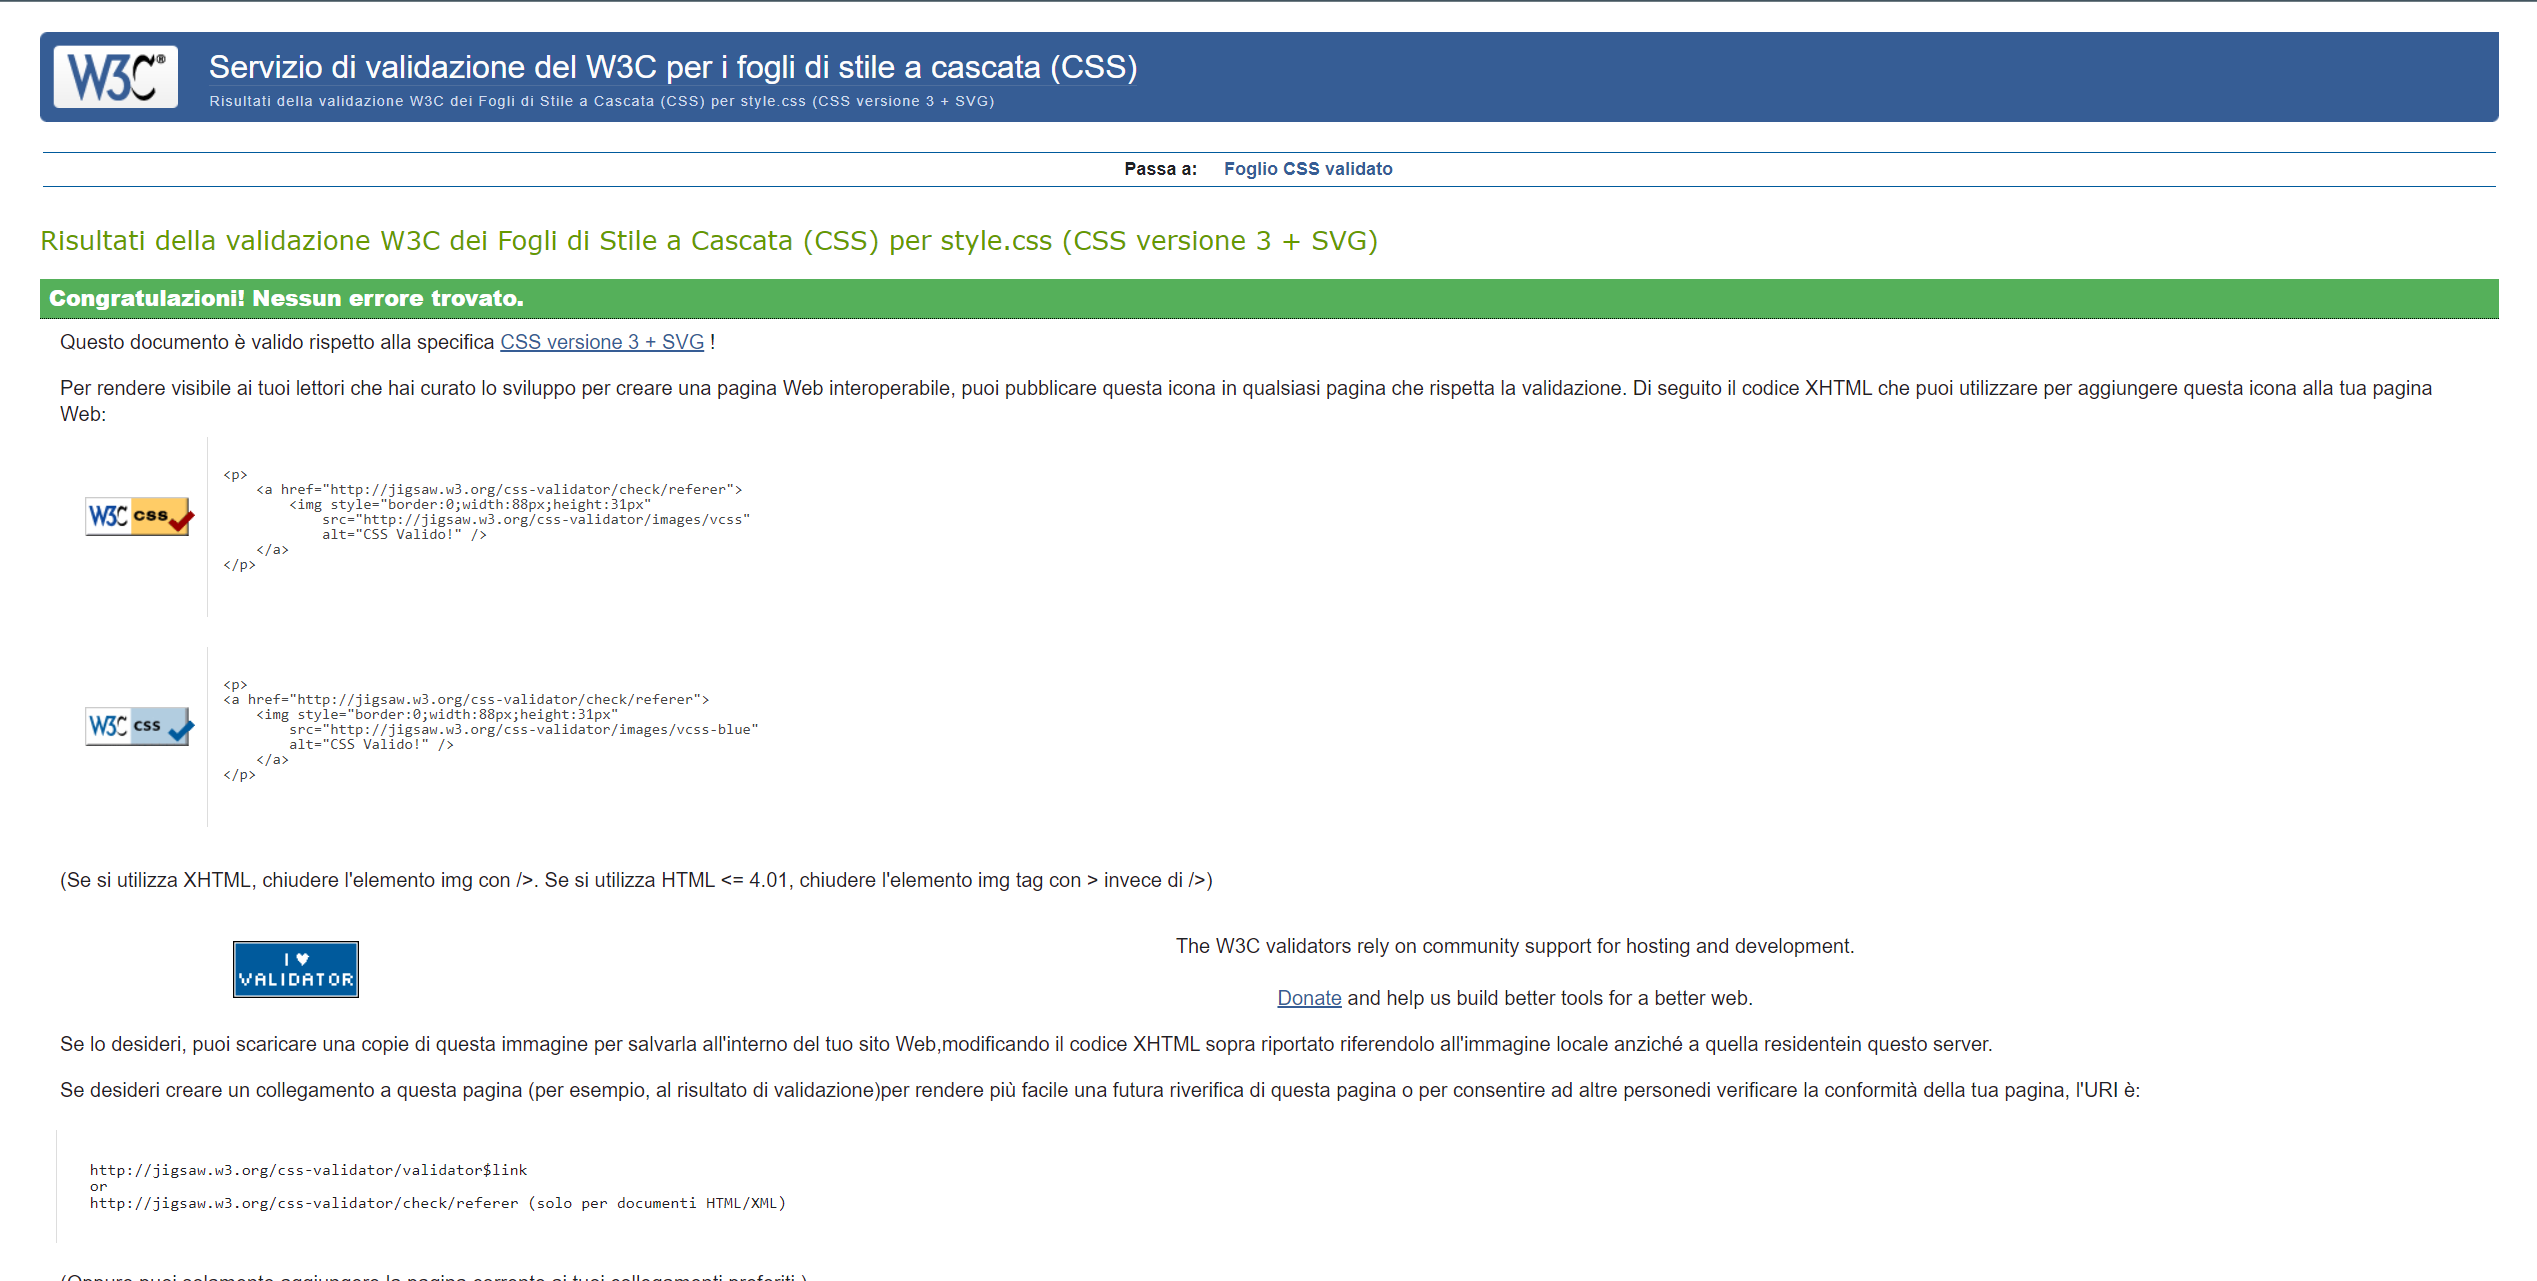 W3C®
Servizio di validazione del W3C per i fogli di stile a cascata (CSS)
Risultati della validazione W3C dei Fogli di Stile a Cascata (CSS) per style.css (CSS versione 3 + SVG)
Passa a: Foglio CSS validato
Risultati della validazione W3C dei Fogli di Stile a Cascata (CSS) per style.css (CSS versione 3 + SVG)
Congratulazioni! Nessun errore trovato.
Questo documento è valido rispetto alla specifica CSS versione 3 + SVG !
Per rendere visibile ai tuoi lettori che hai curato lo sviluppo per creare una pagina Web interoperabile, puoi pubblicare questa icona in qualsiasi pagina che rispetta la validazione. Di seguito il codice XHTML che puoi utilizzare per aggiungere questa icona alla tua pagina
Web:
W3C css
<p>
<a href="http://jigsaw.w3.org/css-validator/check/referer">
<img style="border:0;width:88px;height:31px"
src="http://jigsaw.w3.org/css-validator/images/vcss"
alt="CSS Valido!" />
</a>
</p>
W3C css
<p>
<a href="http://jigsaw.w3.org/css-validator/check/referer">
<img style="border:0;width:88px;height:31px"
src="http://jigsaw.w3.org/css-validator/images/vcss-blue"
alt="CSS Valido!" />
</a>
</p>
(Se si utilizza XHTML, chiudere l'elemento img con />. Se si utilizza HTML <= 4.01, chiudere l'elemento img tag con > invece di />)
I ♥
VALIDATOR
The W3C validators rely on community support for hosting and development.
Donate and help us build better tools for a better web.
Se lo desideri, puoi scaricare una copie di questa immagine per salvarla all'interno del tuo sito Web,modificando il codice XHTML sopra riportato riferendolo all'immagine locale anziché a quella residentein questo server.
Se desideri creare un collegamento a questa pagina (per esempio, al risultato di validazione)per rendere più facile una futura riverifica di questa pagina o per consentire ad altre personedi verificare la conformità della tua pagina, l'URI è:
http://jigsaw.w3.org/css-validator/validator$link
or
http://jigsaw.w3.org/css-validator/check/referer (solo per documenti HTML/XML)
(Oppure puoi solamente aggiungere la pagina corrente ai tuoi collegamenti preferiti.)